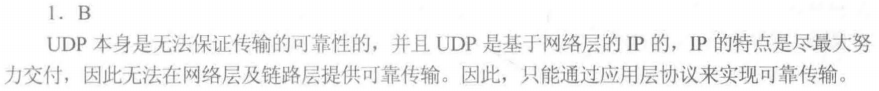 1. B
UDP 本身是无法保证传输的可靠性的，并且 UDP 是基于网络层的 IP 的，IP 的特点是尽最大努
力交付，因此无法在网络层及链路层提供可靠传输。因此，只能通过应用层协议来实现可靠传输。